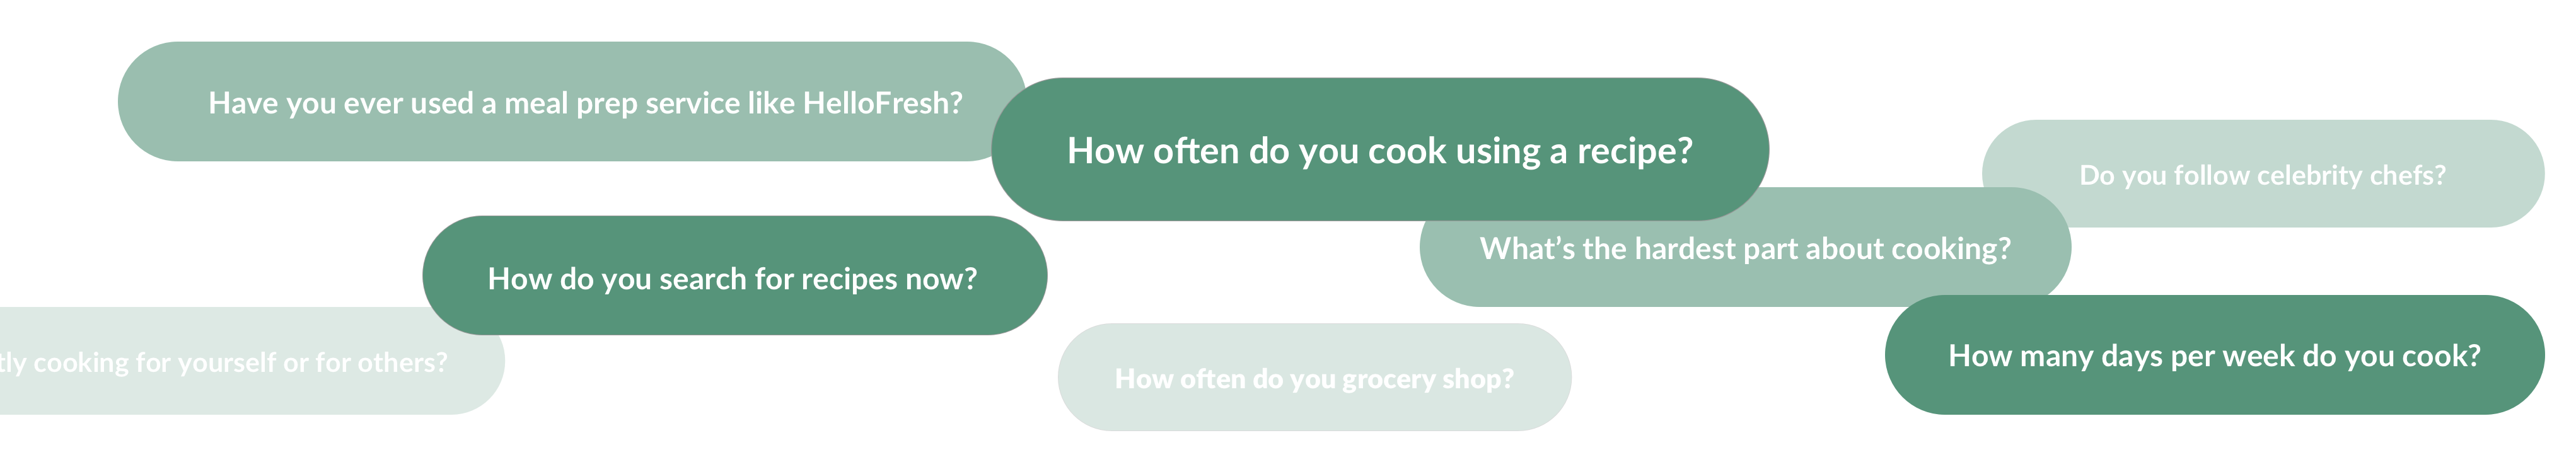 Have you ever used a meal prep service like HelloFresh?
How often do you cook using a recipe?
Do you follow celebrity chefs?
What’s the hardest part about cooking?
How do you search for recipes now?
How many days per week do you cook?
cooking for yourself or for others?
How often do you grocery shop?